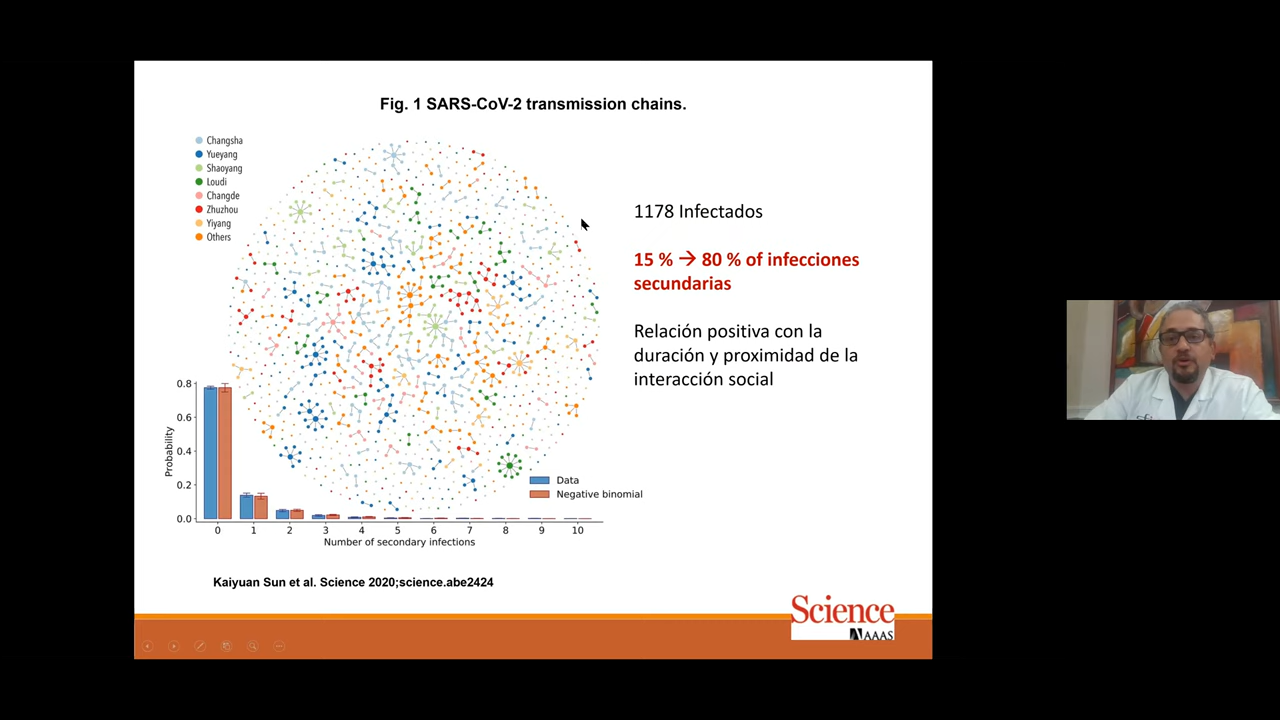 Fig. 1 SARS-CoV-2 transmission chains.
Changsha
Yueyang
Shaoyang
Loudi
Changde
Zhuzhou
Yiyang
Others
1178 Infectados
15 % → 80 % of infecciones
secundarias
Relación positiva con la
duración y proximidad de la
interacción social
Probability
0.8
0.6
0.4
0.2
0.0
0 1 2 3 4 5 6 7 8 9 10
Number of secondary infections
Data
Negative binomial
Kaiyuan Sun et al. Science 2020;science.abe2424
Science
AAAS